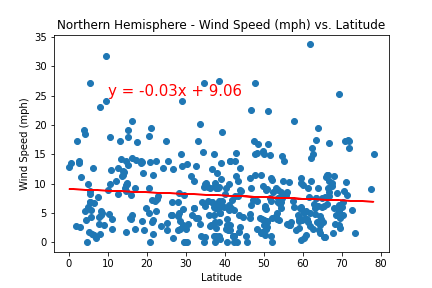 Northern Hemisphere - Wind Speed (mph) vs. Latitude
35
30
25
20
15
10
5
0
Wind Speed (mph)
y = -0.03x + 9.06
0 10 20 30 40 50 60 70 80
Latitude